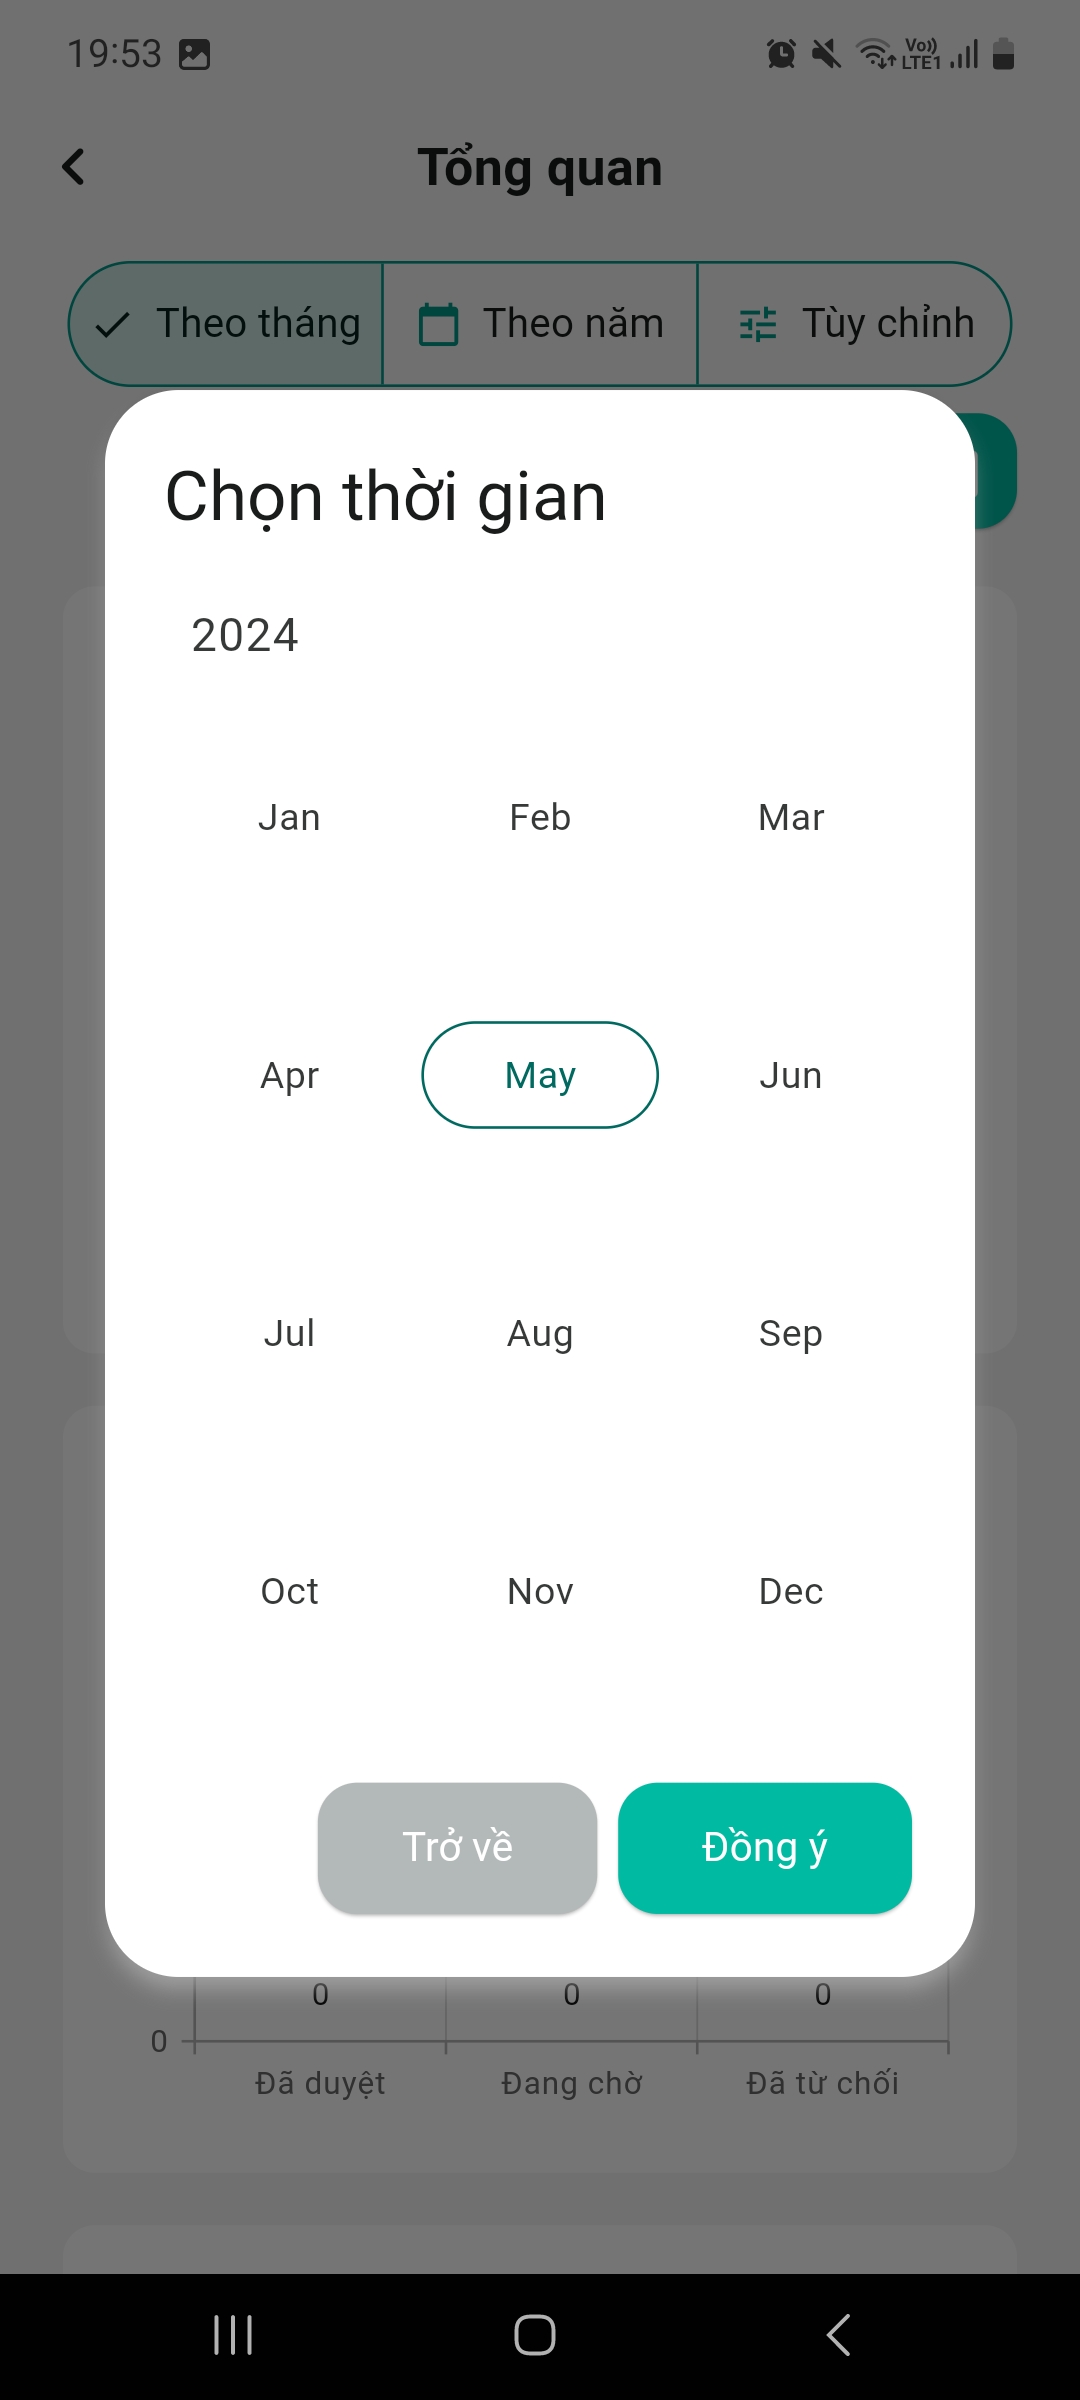 19:53 Vo)) LTE1
Tổng quan
Theo tháng Theo năm Tùy chỉnh
Chọn thời gian
2024
Jan Feb Mar
Apr May Jun
Jul Aug Sep
Oct Nov Dec
Trở về Đồng ý
0 0 0
0
Đã duyệt Đang chờ Đã từ chối